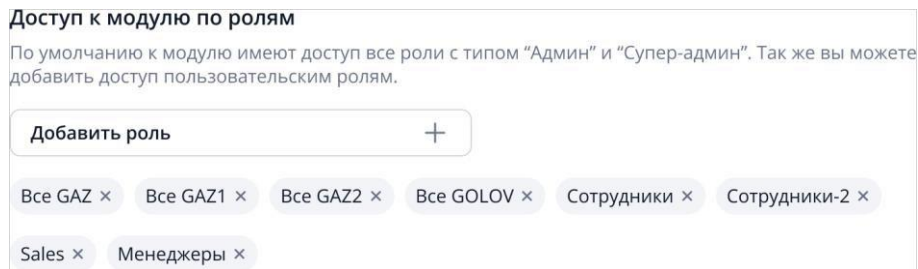 Доступ к модулю по ролям
По умолчанию к модулю имеют доступ все роли с типом “Админ” и “Супер-админ”. Так же вы можете
добавить доступ пользовательским ролям.
Добавить роль +
Все GAZ × Все GAZ1 × Все GAZ2 × Все GOLOV × Сотрудники × Сотрудники-2 ×
Sales × Менеджеры ×